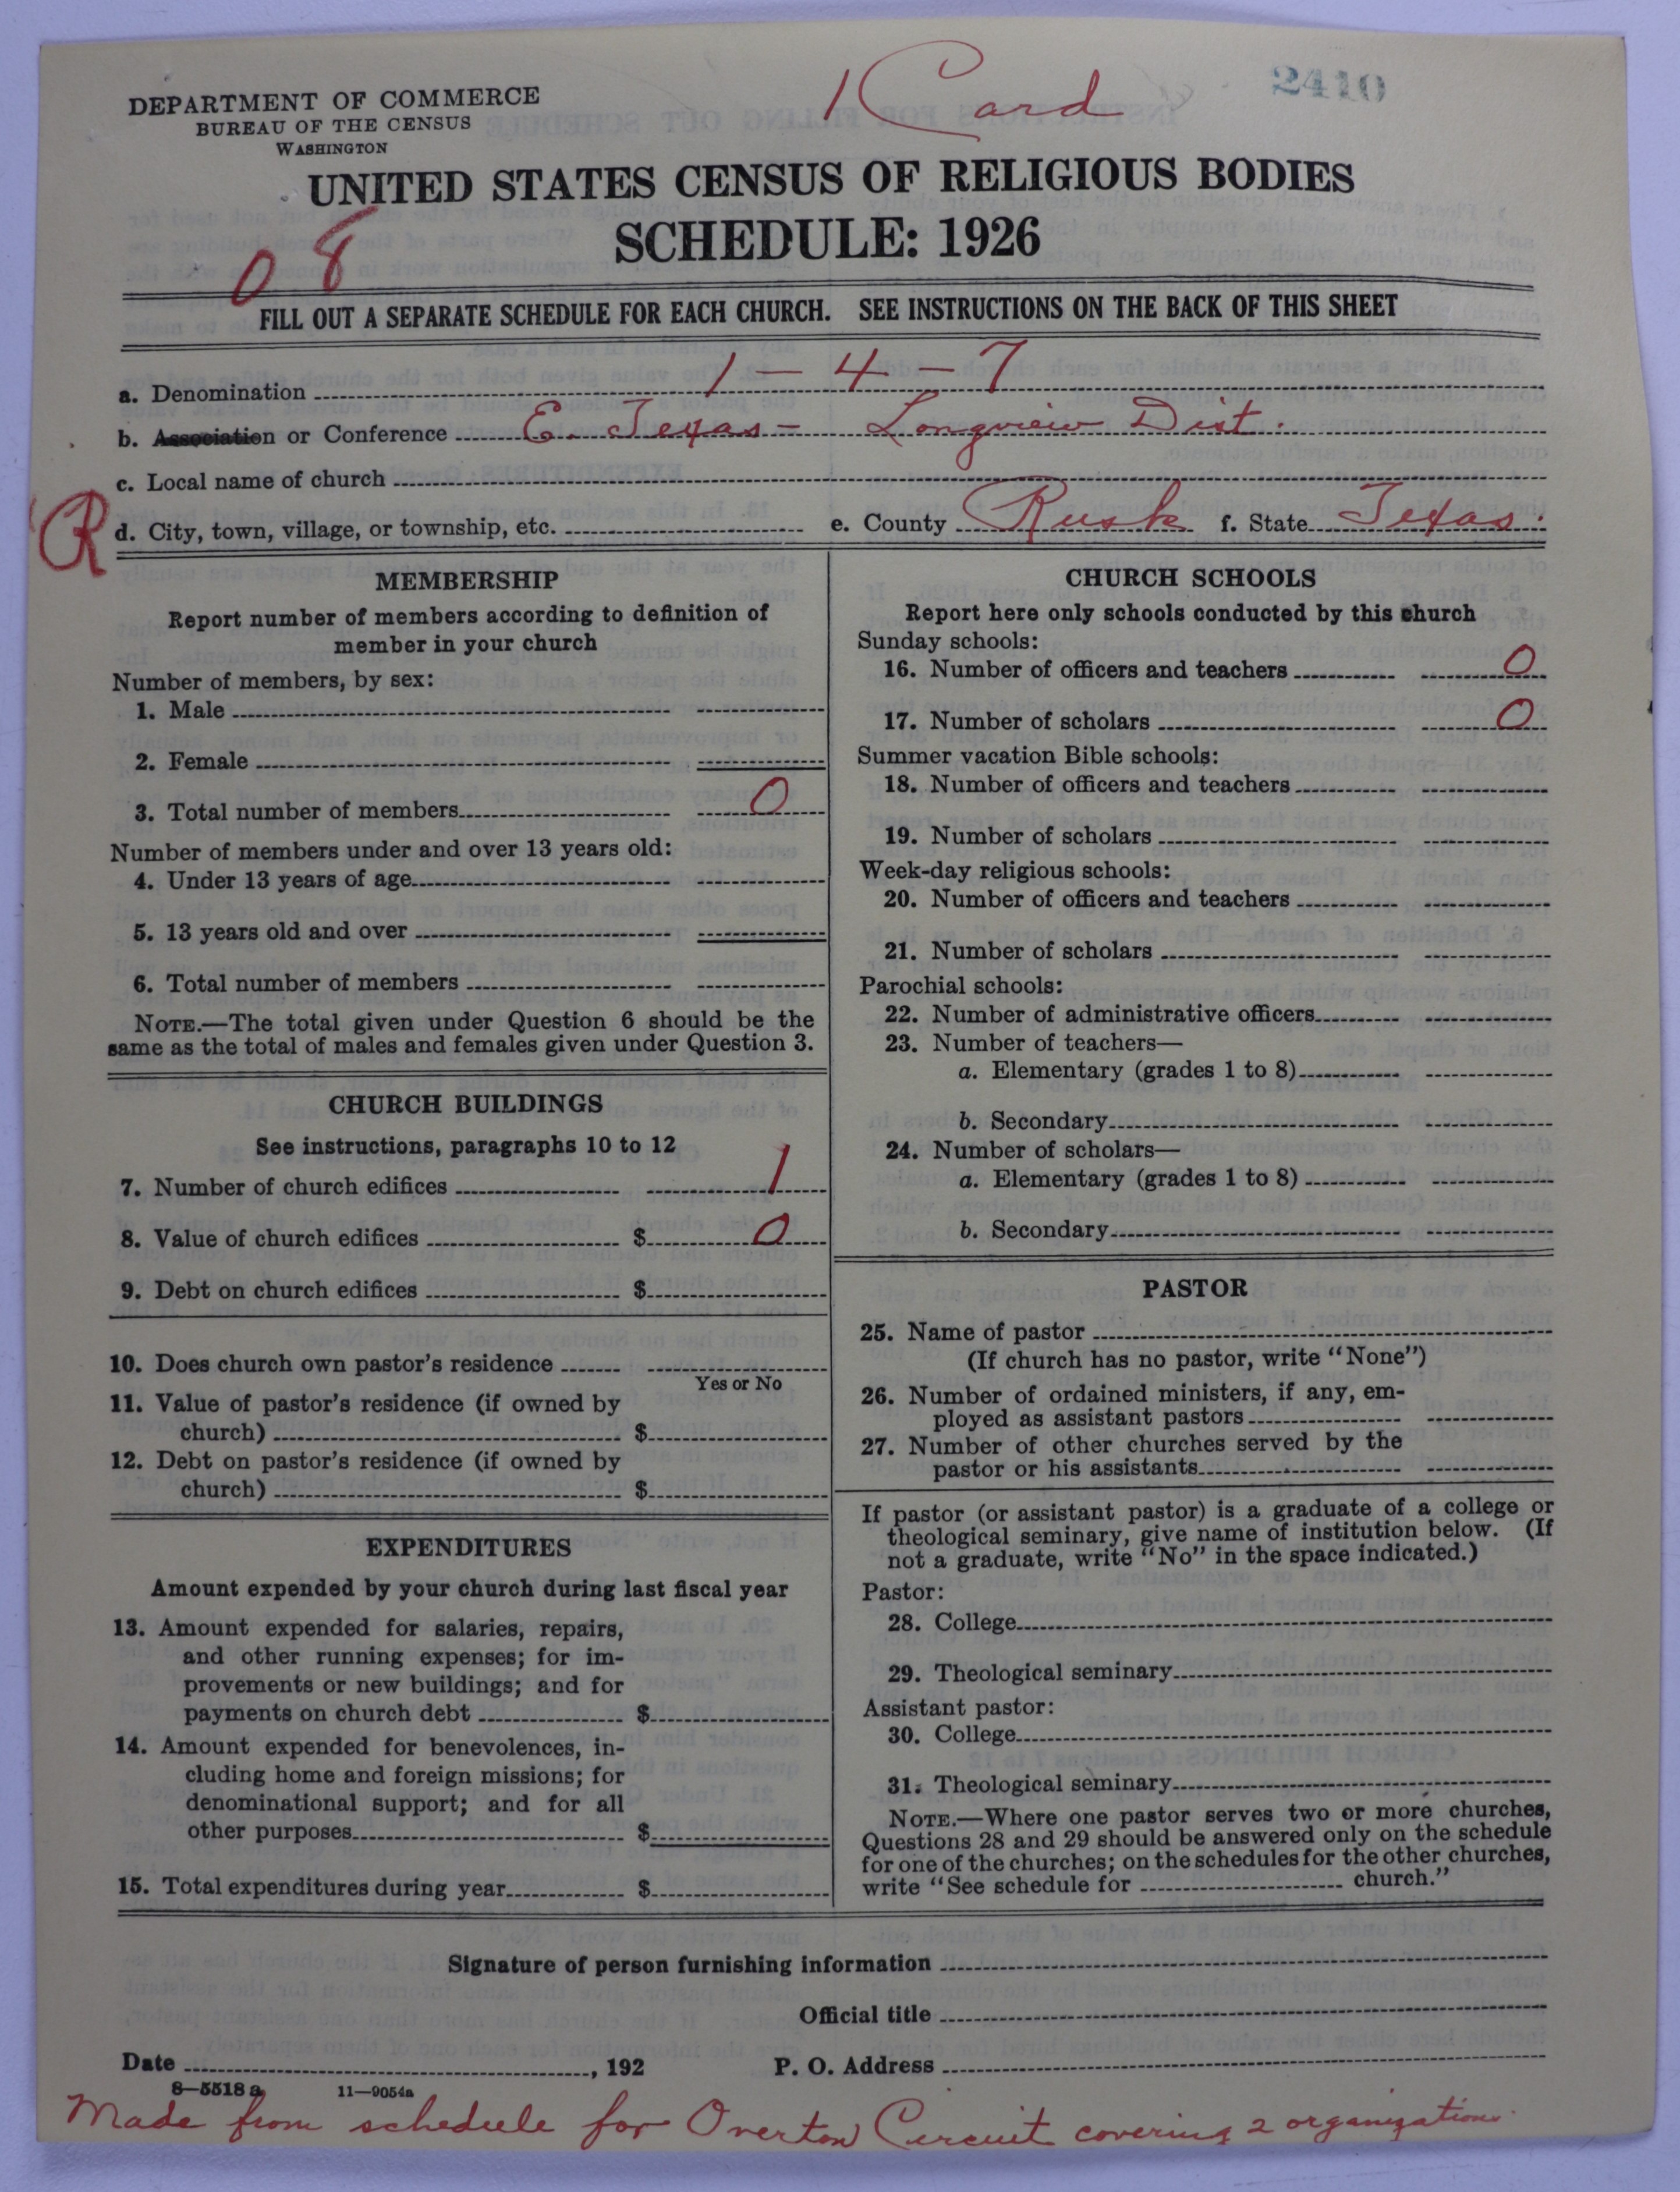 1 Card
2410
DEPARTMENT OF COMMERCE
BUREAU OF THE CENSUS
WASHINGTON
UNITED STATES CENSUS OF RELIGIOUS BODIES
SCHEDULE: 1926
08
FILL OUT A SEPARATE SCHEDULE FOR EACH CHURCH. SEE INSTRUCTIONS ON THE BACK OF THIS SHEET
a. Denomination 1 - 4 - 7
b. Association or Conference E. Texas - Longview Dist.
c. Local name of church
R
d. City, town, village, or township, etc. e. County Rusk f. State Texas.
MEMBERSHIP
Report number of members according to definition of
member in your church
Number of members, by sex:
1. Male
2. Female
3. Total number of members 0
Number of members under and over 13 years old:
4. Under 13 years of age
5. 13 years old and over
6. Total number of members
NOTE.—The total given under Question 6 should be the
same as the total of males and females given under Question 3.
CHURCH BUILDINGS
See instructions, paragraphs 10 to 12
7. Number of church edifices 1
8. Value of church edifices $ 0
9. Debt on church edifices $
10. Does church own pastor's residence
Yes or No
11. Value of pastor's residence (if owned by
church) $
12. Debt on pastor's residence (if owned by
church) $
EXPENDITURES
Amount expended by your church during last fiscal year
13. Amount expended for salaries, repairs,
and other running expenses; for im-
provements or new buildings; and for
payments on church debt $
14. Amount expended for benevolences, in-
cluding home and foreign missions; for
denominational support; and for all
other purposes $
15. Total expenditures during year $
CHURCH SCHOOLS
Report here only schools conducted by this church
Sunday schools:
16. Number of officers and teachers 0
17. Number of scholars 0
Summer vacation Bible schools:
18. Number of officers and teachers
19. Number of scholars
Week-day religious schools:
20. Number of officers and teachers
21. Number of scholars
Parochial schools:
22. Number of administrative officers
23. Number of teachers—
a. Elementary (grades 1 to 8)
b. Secondary
24. Number of scholars—
a. Elementary (grades 1 to 8)
b. Secondary
PASTOR
25. Name of pastor
(If church has no pastor, write "None")
26. Number of ordained ministers, if any, em-
ployed as assistant pastors
27. Number of other churches served by the
pastor or his assistants
If pastor (or assistant pastor) is a graduate of a college or
theological seminary, give name of institution below. (If
not a graduate, write "No" in the space indicated.)
Pastor:
28. College
29. Theological seminary
Assistant pastor:
30. College
31. Theological seminary
NOTE.—Where one pastor serves two or more churches,
Questions 28 and 29 should be answered only on the schedule
for one of the churches; on the schedules for the other churches,
write "See schedule for church."
Signature of person furnishing information
Official title
Date , 192 P. O. Address
8—5518 a 11—9054a
Made from schedule for Overton Circuit covering 2 organizations